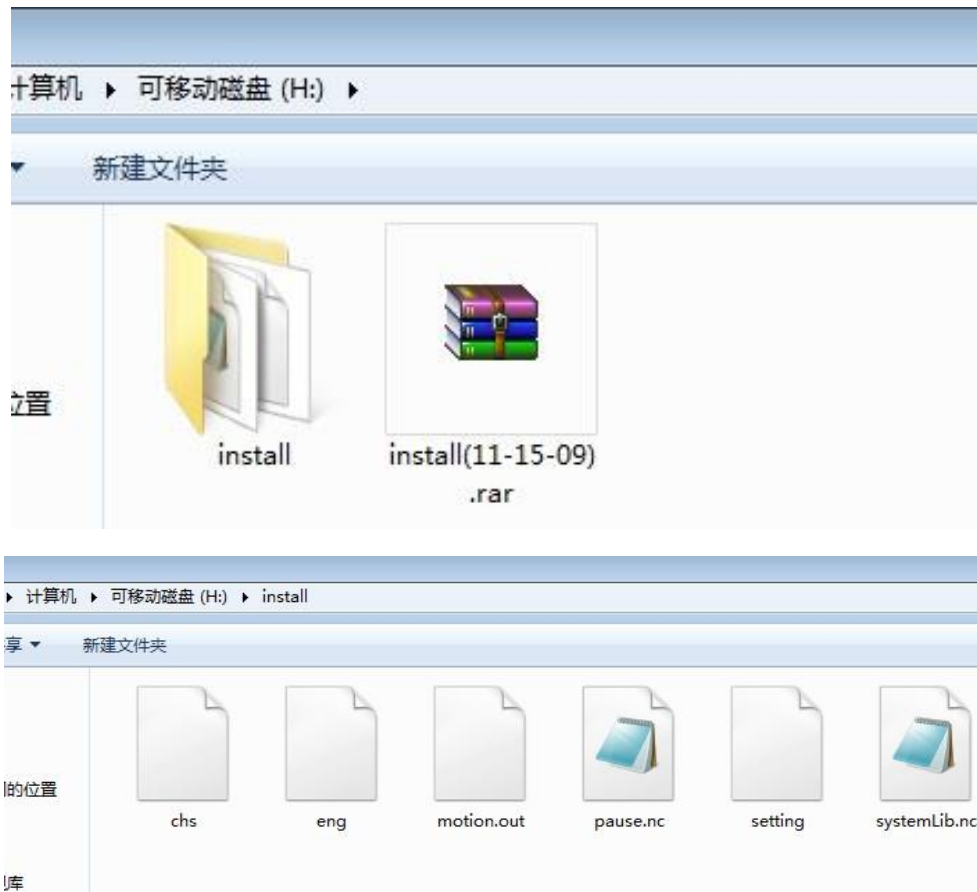 计算机 ▸ 可移动磁盘 (H:) ▸
新建文件夹
位置
install
install(11-15-09)
.rar
计算机 ▸ 可移动磁盘 (H:) ▸ install
享 新建文件夹
的位置
chs eng motion.out pause.nc setting systemLib.nc
库